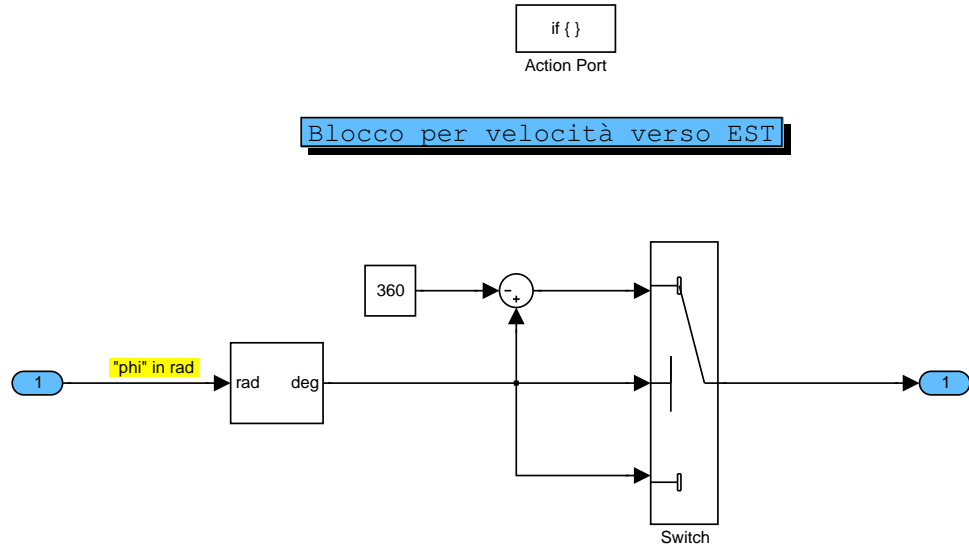 if { }
Action Port
Blocco per velocità verso EST
360
−
+
"phi" in rad
1
rad deg
1
Switch